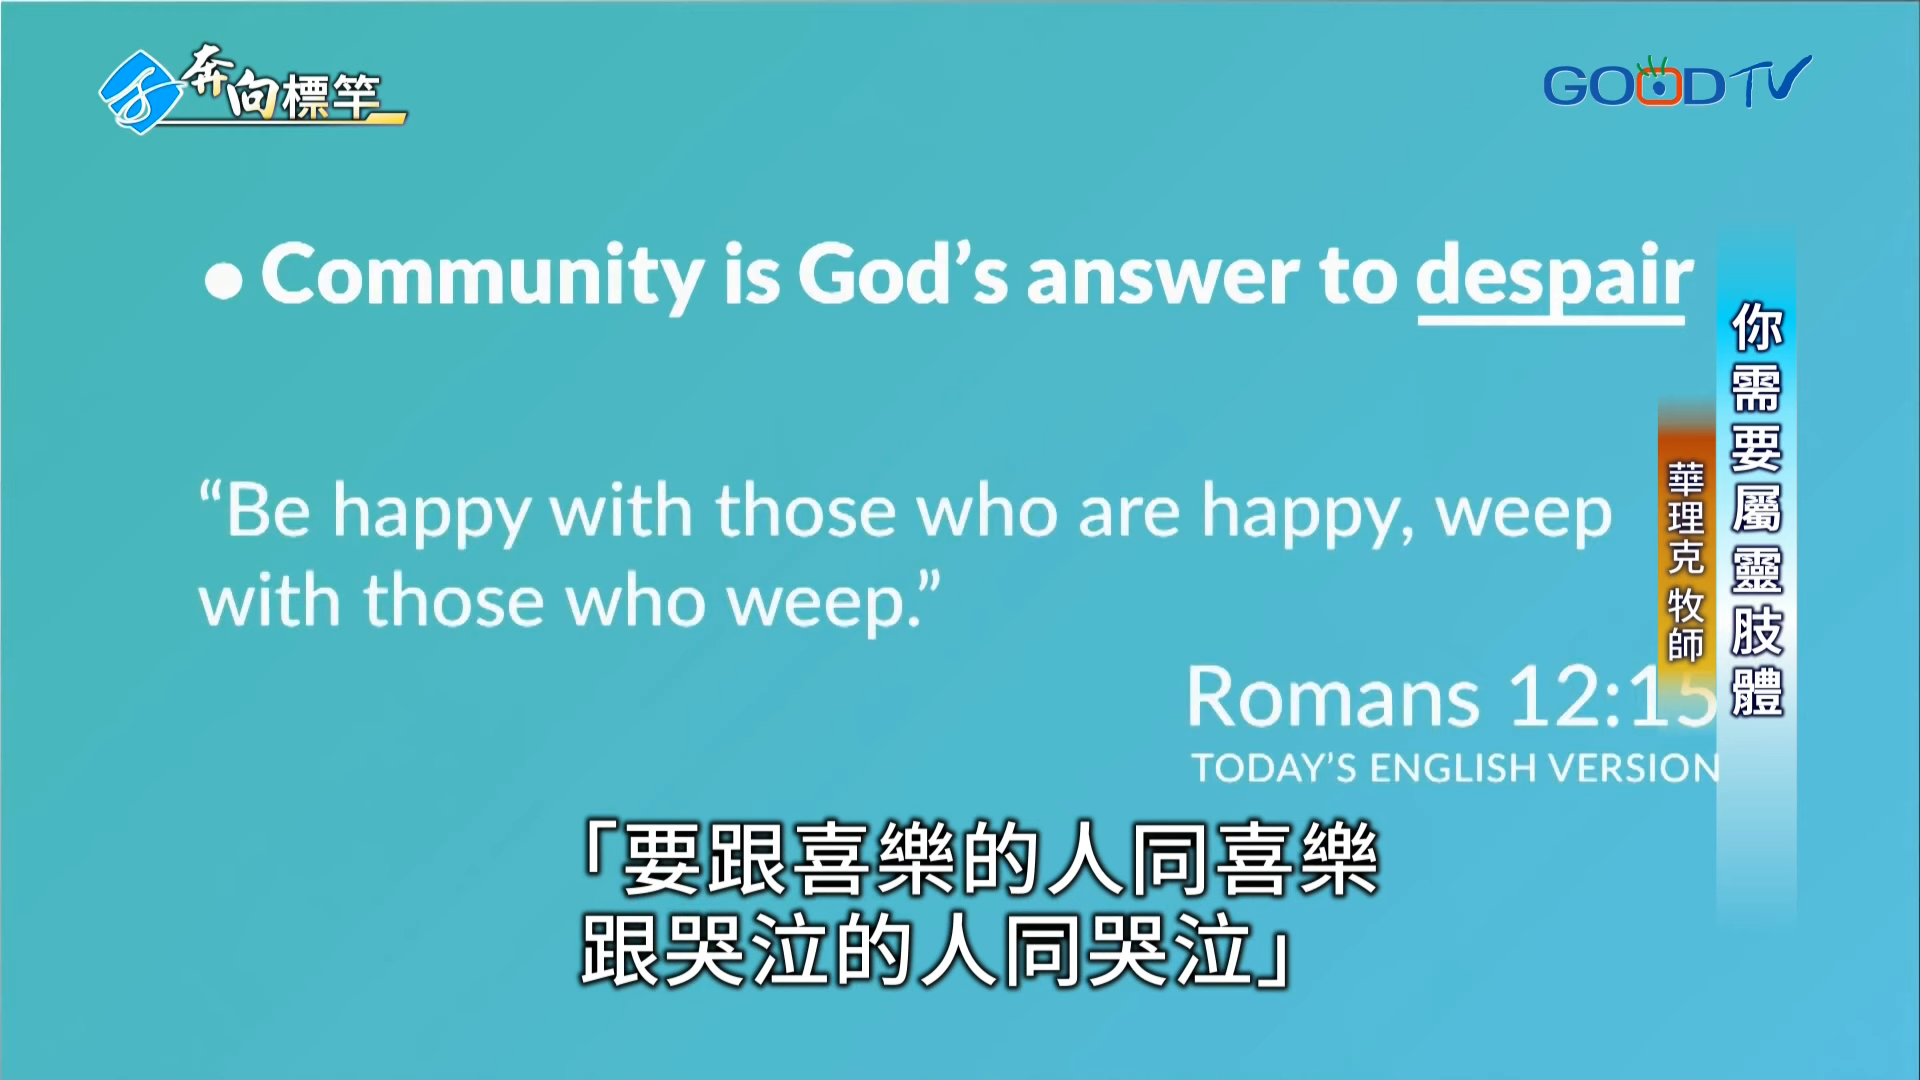 奔向標竿
GOOD TV
• Community is God's answer to despair
“Be happy with those who are happy, weep
with those who weep.”
Romans 12:15
TODAY'S ENGLISH VERSION
你需要屬靈肢體
華理克 牧師
「要跟喜樂的人同喜樂
跟哭泣的人同哭泣」